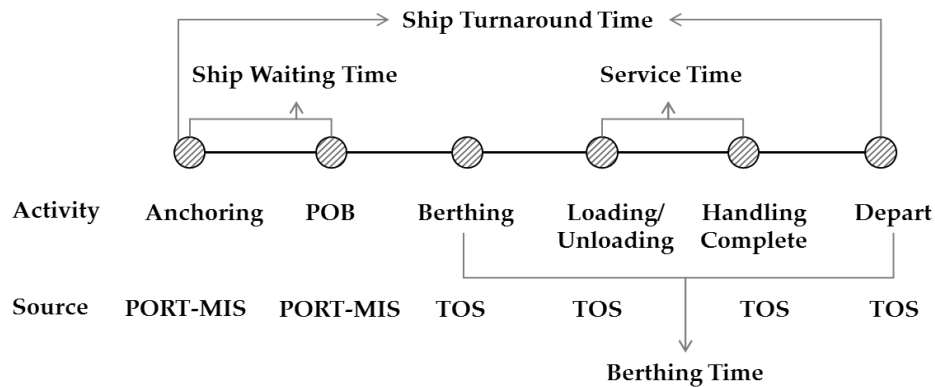 Ship Turnaround Time
Ship Waiting Time
Service Time
Activity
Anchoring
POB
Berthing
Loading/
Unloading
Handling
Complete
Depart
Source
PORT-MIS
PORT-MIS
TOS
TOS
TOS
TOS
Berthing Time